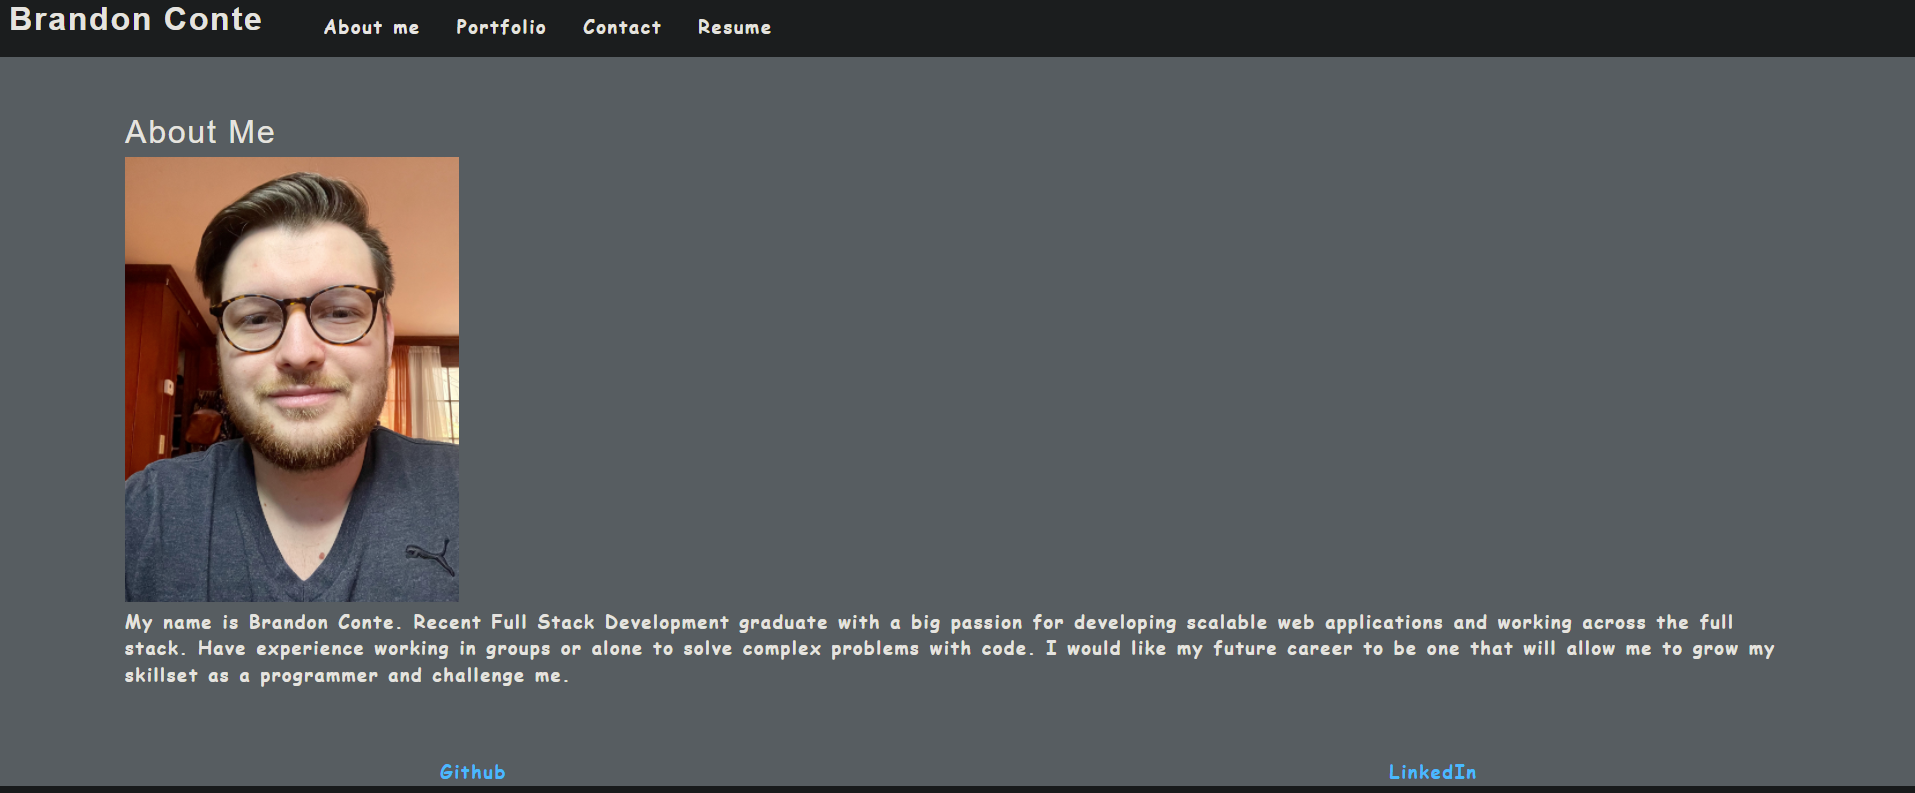 Brandon Conte
About me Portfolio Contact Resume
About Me
My name is Brandon Conte. Recent Full Stack Development graduate with a big passion for developing scalable web applications and working across the full
stack. Have experience working in groups or alone to solve complex problems with code. I would like my future career to be one that will allow me to grow my
skillset as a programmer and challenge me.
Github LinkedIn